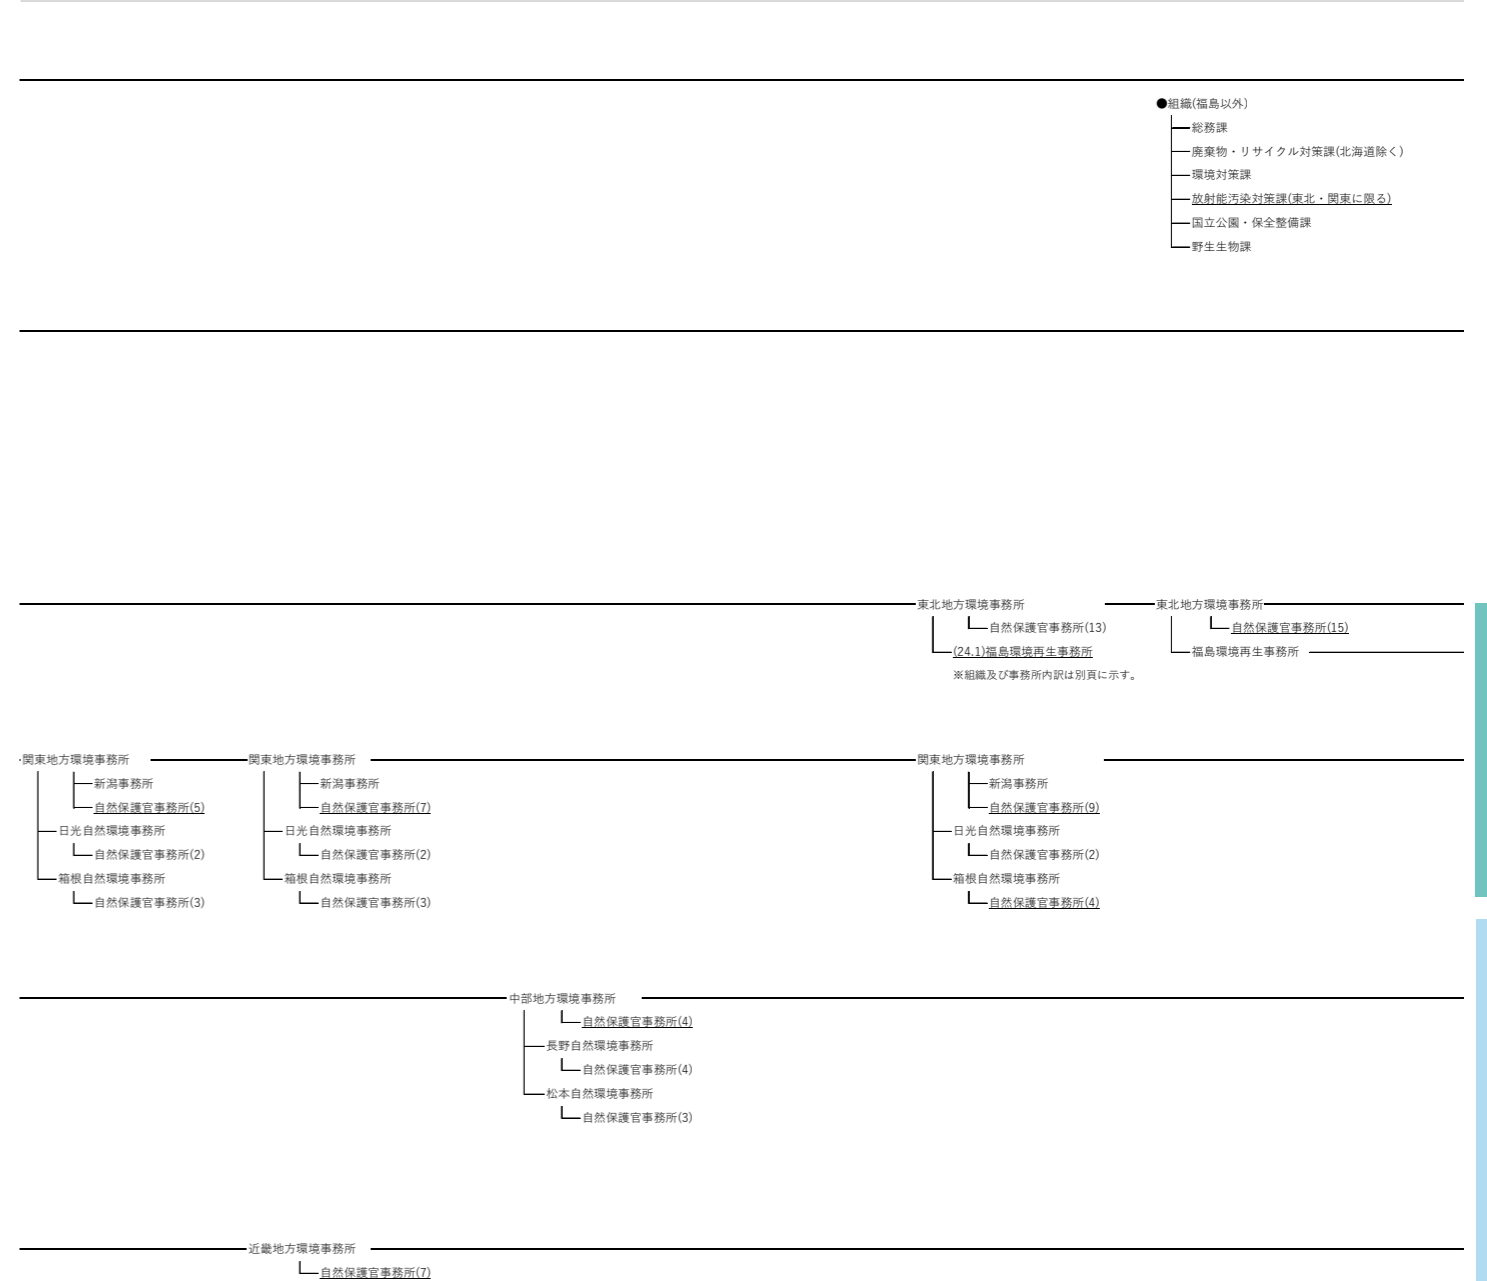 ●組織(福島以外)
総務課
廃棄物・リサイクル対策課(北海道除く)
環境対策課
放射能汚染対策課(東北・関東に限る)
国立公園・保全整備課
野生生物課
東北地方環境事務所
自然保護官事務所(13)
(24.1)福島環境再生事務所
※組織及び事務所内訳は別頁に示す。
東北地方環境事務所
自然保護官事務所(15)
福島環境再生事務所
関東地方環境事務所
新潟事務所
自然保護官事務所(5)
日光自然環境事務所
自然保護官事務所(2)
箱根自然環境事務所
自然保護官事務所(3)
関東地方環境事務所
新潟事務所
自然保護官事務所(7)
日光自然環境事務所
自然保護官事務所(2)
箱根自然環境事務所
自然保護官事務所(3)
関東地方環境事務所
新潟事務所
自然保護官事務所(9)
日光自然環境事務所
自然保護官事務所(2)
箱根自然環境事務所
自然保護官事務所(4)
中部地方環境事務所
自然保護官事務所(4)
長野自然環境事務所
自然保護官事務所(4)
松本自然環境事務所
自然保護官事務所(3)
近畿地方環境事務所
自然保護官事務所(7)